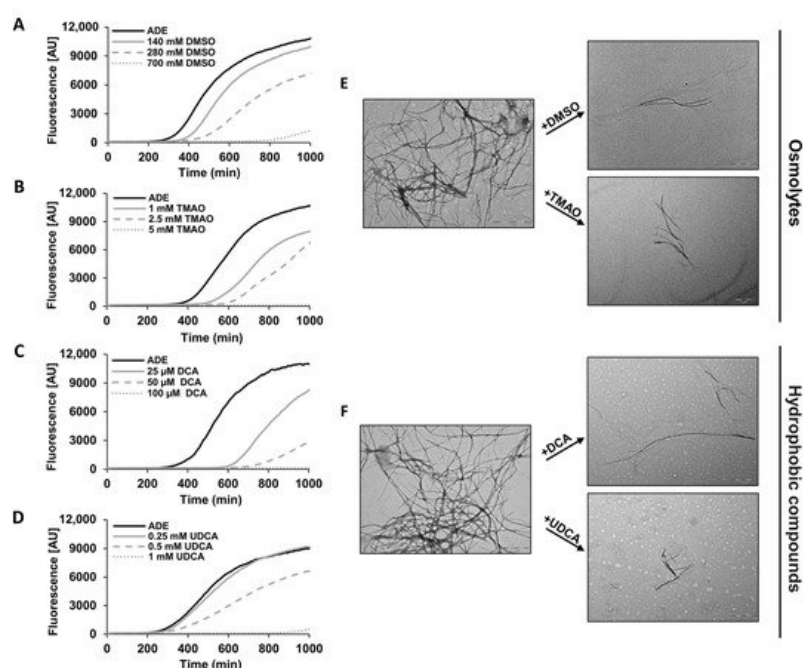 A
Fluorescence [AU]
12,000
9000
6000
3000
0
ADE
140 mM DMSO
280 mM DMSO
700 mM DMSO
0 200 400 600 800 1000
Time (min)
B
Fluorescence [AU]
12,000
9000
6000
3000
0
ADE
1 mM TMAO
2.5 mM TMAO
5 mM TMAO
0 200 400 600 800 1000
Time (min)
C
Fluorescence [AU]
12,000
9000
6000
3000
0
ADE
25 µM DCA
50 µM DCA
100 µM DCA
0 200 400 600 800 1000
Time (min)
D
Fluorescence [AU]
12,000
9000
6000
3000
0
ADE
0.25 mM UDCA
0.5 mM UDCA
1 mM UDCA
0 200 400 600 800 1000
Time (min)
E
+DMSO
+TMAO
Osmolytes
F
+DCA
+UDCA
Hydrophobic compounds